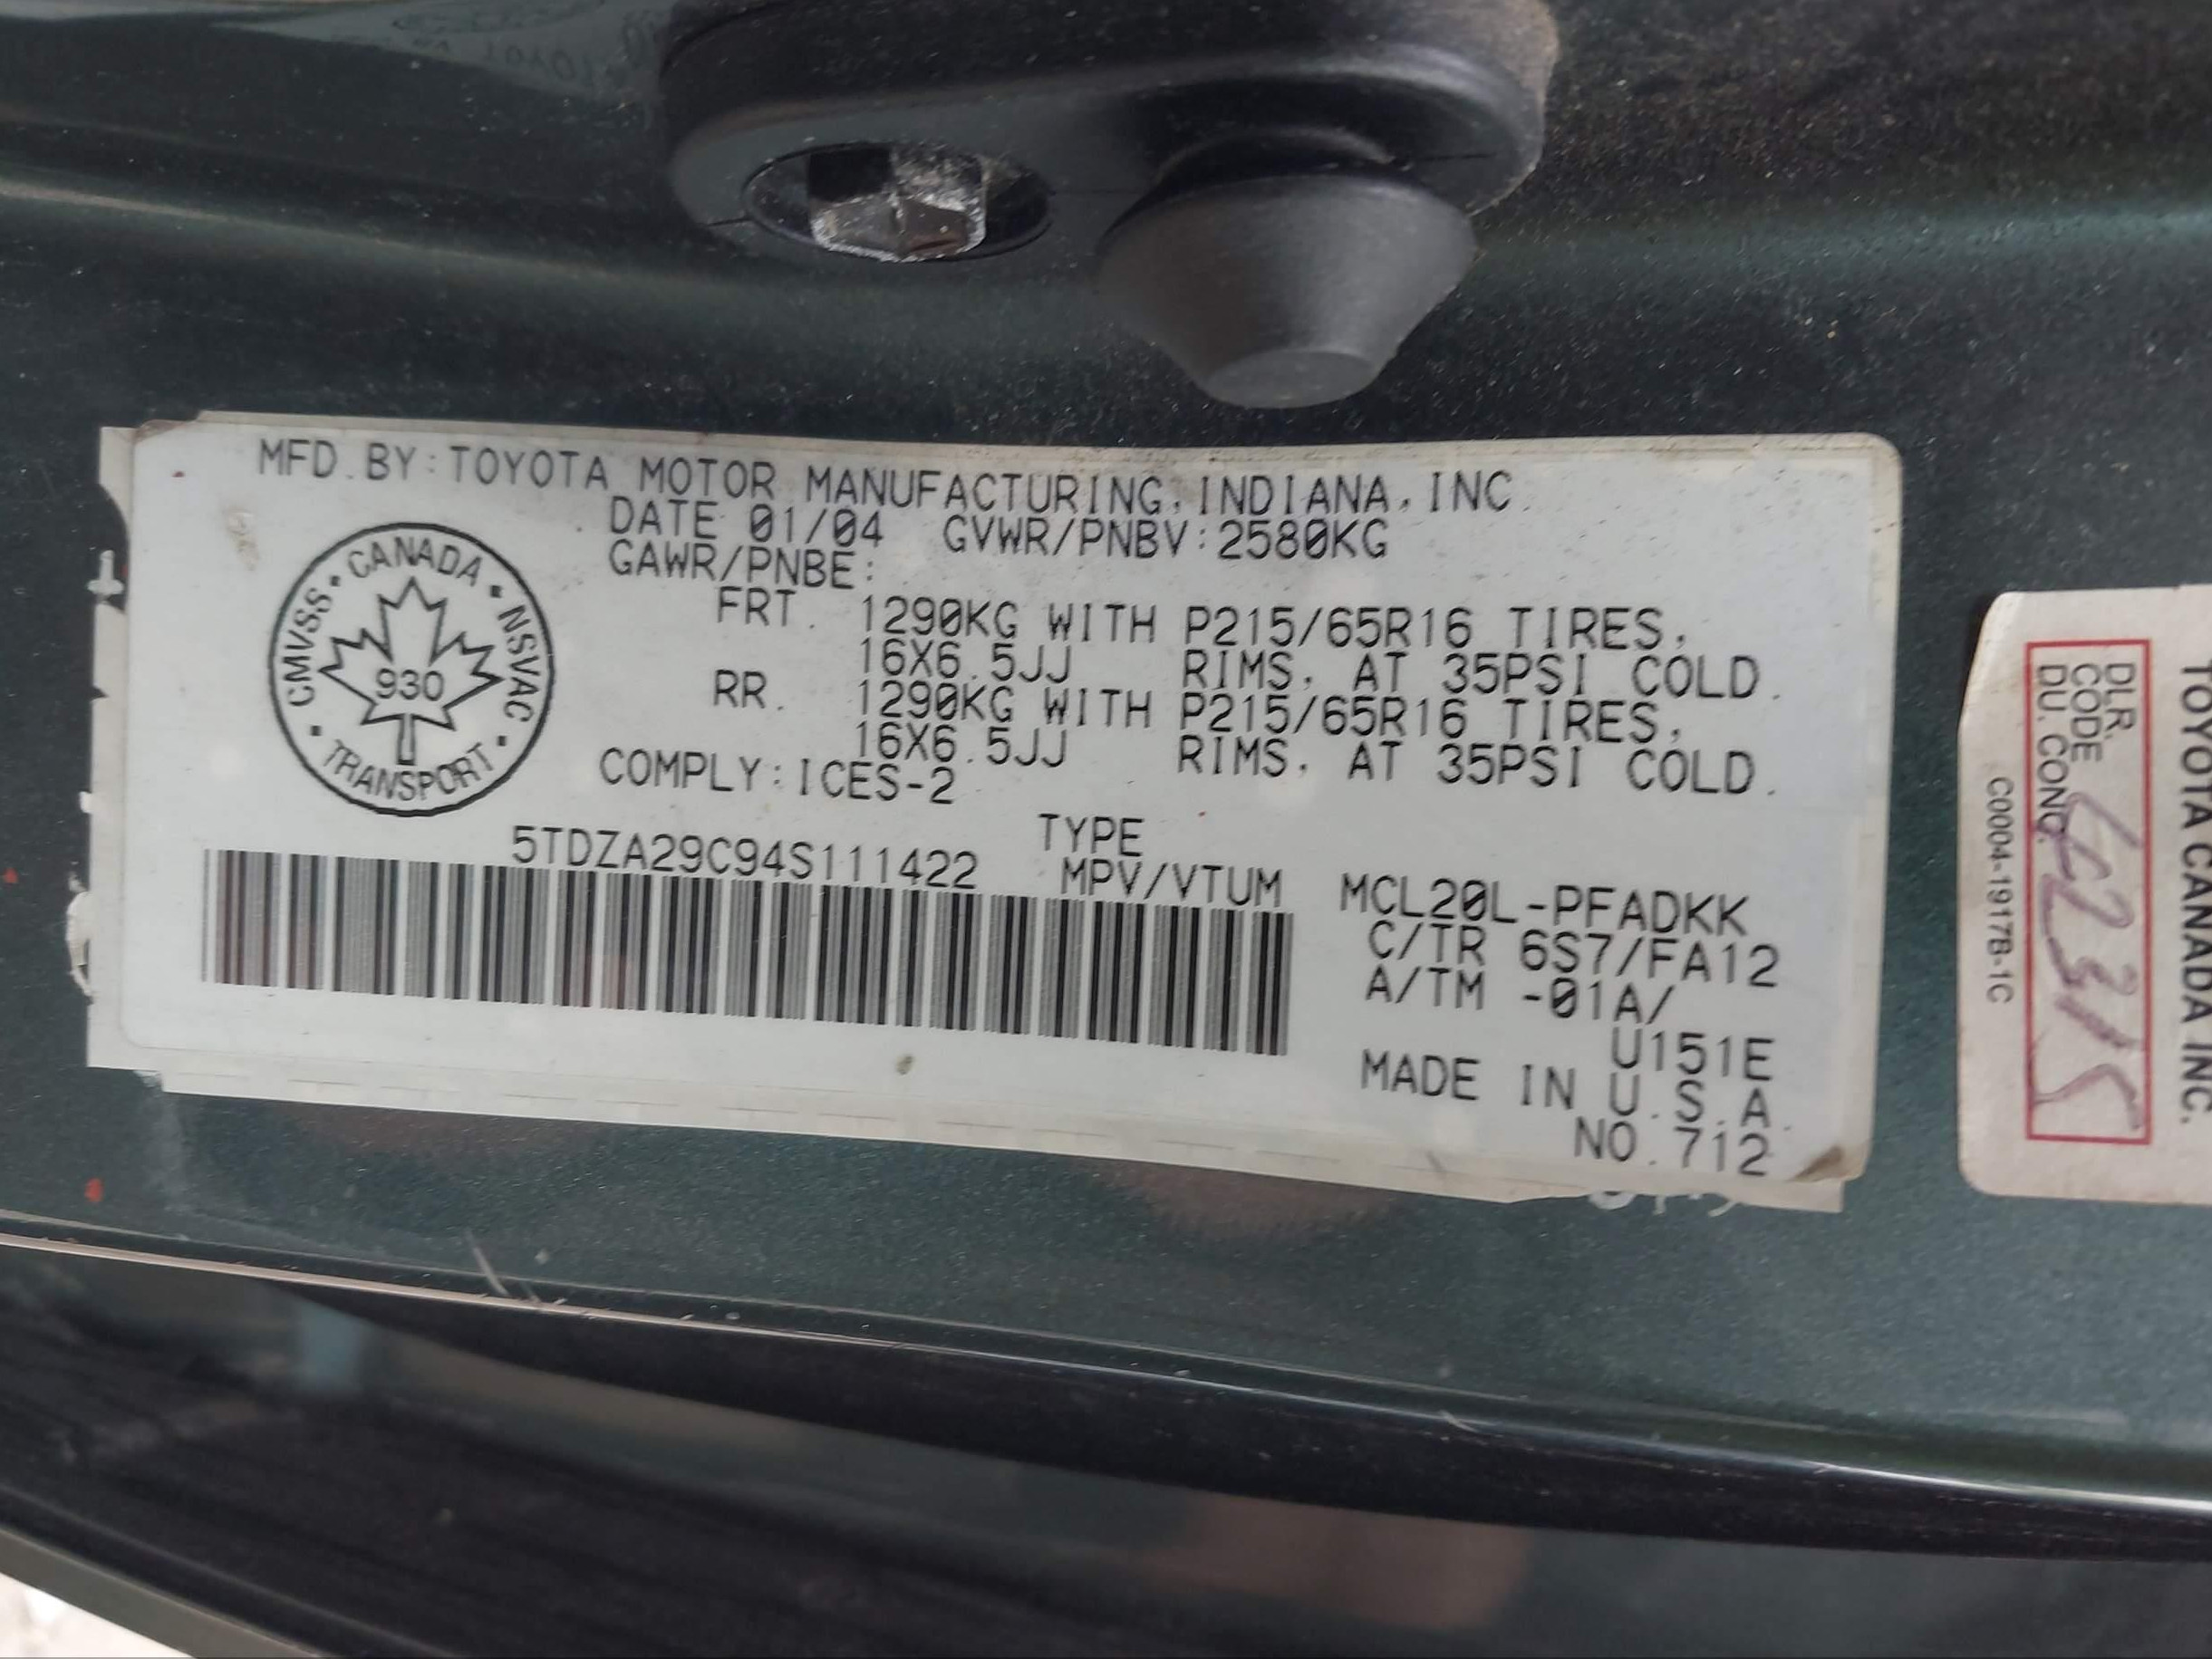 MFD. BY: TOYOTA MOTOR MANUFACTURING, INDIANA, INC.
DATE 01/04 GVWR/PNBV: 2580KG
GAWR/PNBE:
FRT. 1290KG WITH P215/65R16 TIRES,
16X6.5JJ RIMS, AT 35PSI COLD.
RR. 1290KG WITH P215/65R16 TIRES,
16X6.5JJ RIMS, AT 35PSI COLD.
COMPLY: ICES-2
CANADA • NSVAC • TRANSPORT • CMVSS •
930
5TDZA29C94S111422
TYPE
MPV/VTUM
MCL20L-PFADKK
C/TR 6S7/FA12
A/TM -01A/
U151E
MADE IN U.S.A.
NO.712
TOYOTA CANADA INC.
DLR.
CODE
DU. CONC.
C0004-1917B-1C